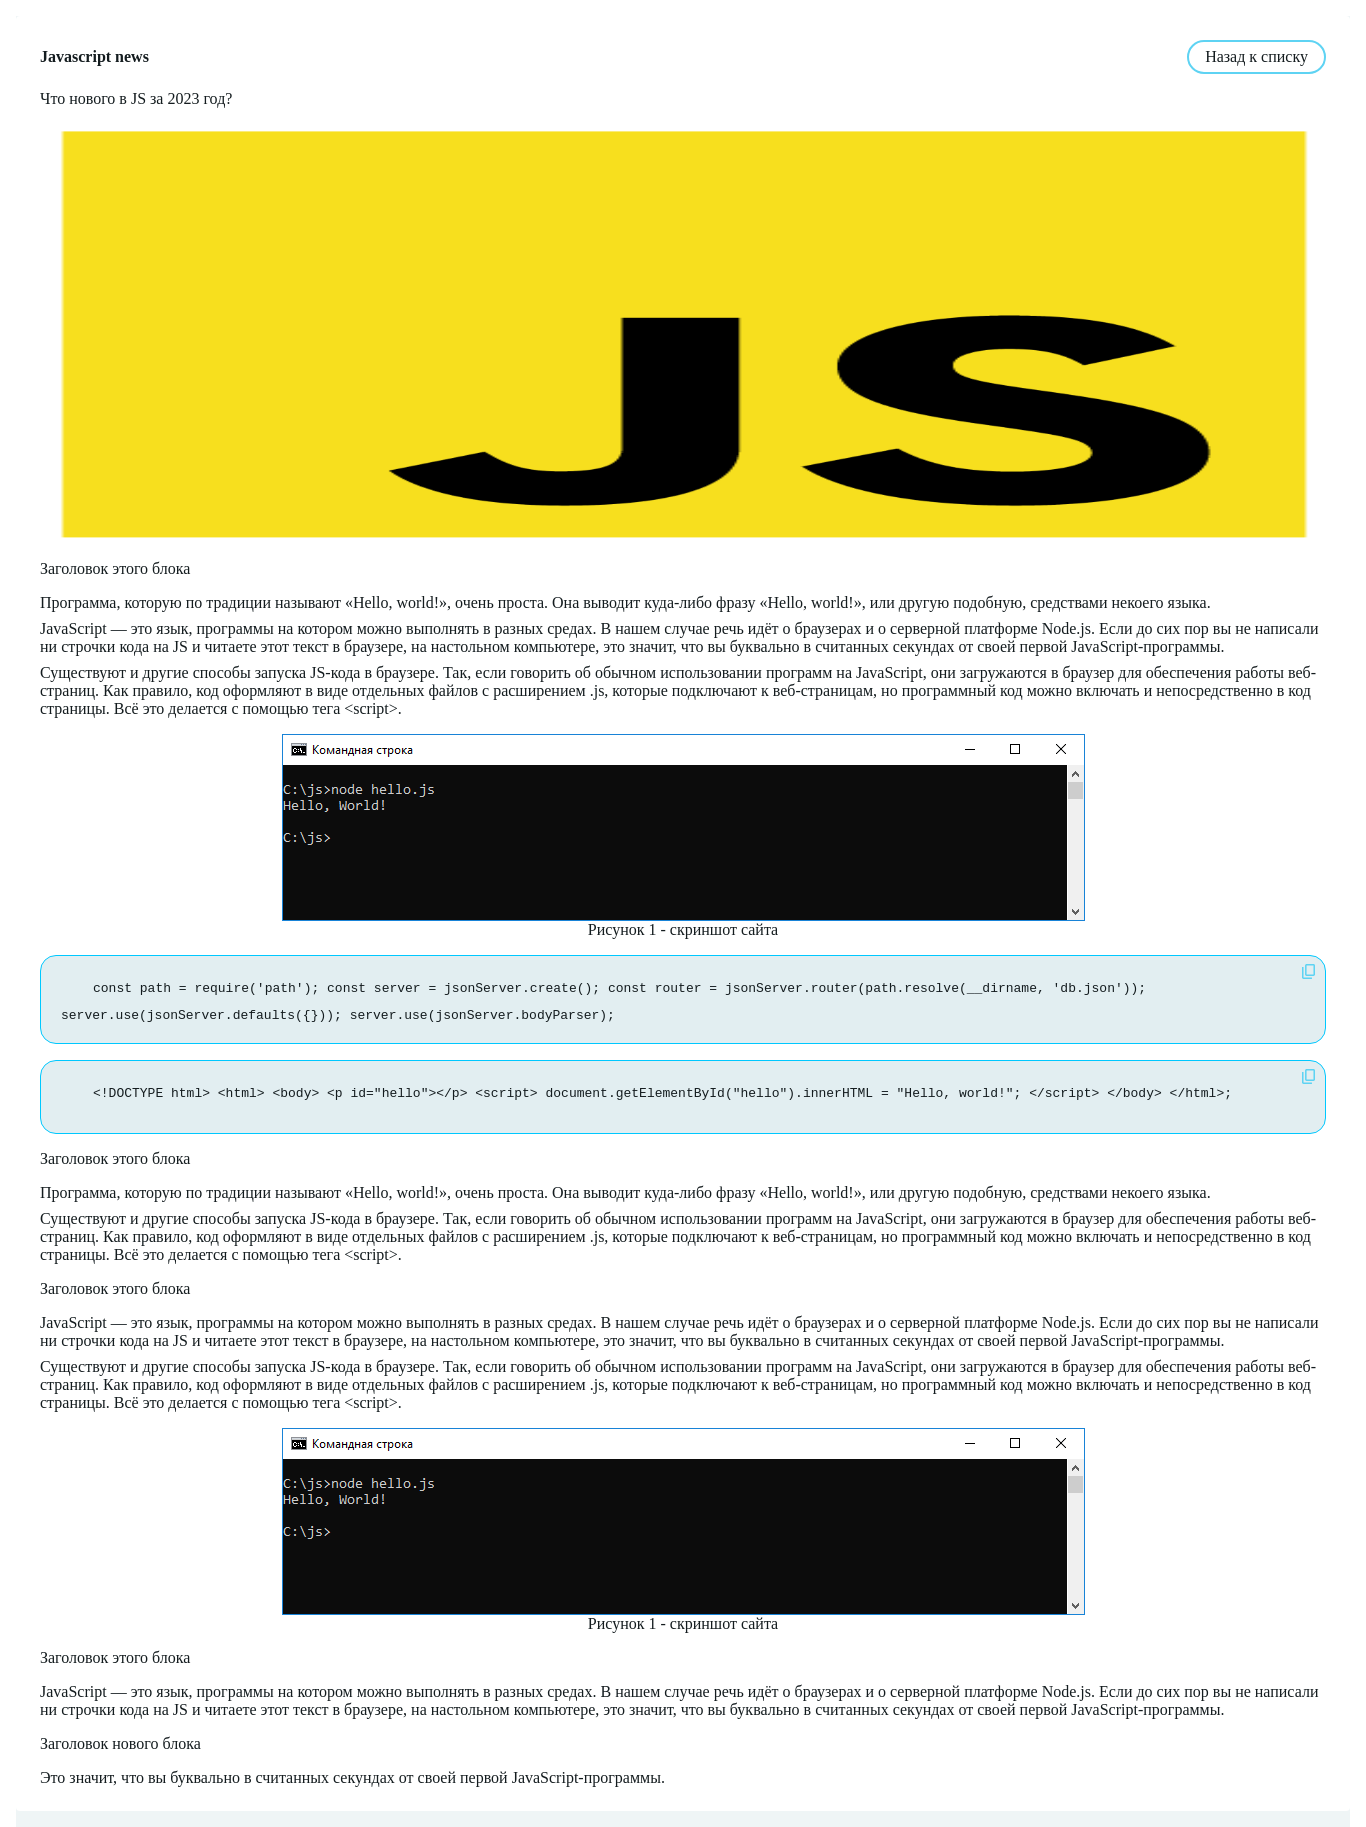 Javascript news
Назад к списку
Что нового в JS за 2023 год?
JS
Заголовок этого блока
Программа, которую по традиции называют «Hello, world!», очень проста. Она выводит куда-либо фразу «Hello, world!», или другую подобную, средствами некоего языка.
JavaScript — это язык, программы на котором можно выполнять в разных средах. В нашем случае речь идёт о браузерах и о серверной платформе Node.js. Если до сих пор вы не написали
ни строчки кода на JS и читаете этот текст в браузере, на настольном компьютере, это значит, что вы буквально в считанных секундах от своей первой JavaScript-программы.
Существуют и другие способы запуска JS-кода в браузере. Так, если говорить об обычном использовании программ на JavaScript, они загружаются в браузер для обеспечения работы веб-
страниц. Как правило, код оформляют в виде отдельных файлов с расширением .js, которые подключают к веб-страницам, но программный код можно включать и непосредственно в код
страницы. Всё это делается с помощью тега <script>.
Командная строка
C:\js>node hello.js
Hello, World!
C:\js>
Рисунок 1 - скриншот сайта
const path = require('path'); const server = jsonServer.create(); const router = jsonServer.router(path.resolve(__dirname, 'db.json'));
server.use(jsonServer.defaults({})); server.use(jsonServer.bodyParser);
<!DOCTYPE html> <html> <body> <p id="hello"></p> <script> document.getElementById("hello").innerHTML = "Hello, world!"; </script> </body> </html>;
Заголовок этого блока
Программа, которую по традиции называют «Hello, world!», очень проста. Она выводит куда-либо фразу «Hello, world!», или другую подобную, средствами некоего языка.
Существуют и другие способы запуска JS-кода в браузере. Так, если говорить об обычном использовании программ на JavaScript, они загружаются в браузер для обеспечения работы веб-
страниц. Как правило, код оформляют в виде отдельных файлов с расширением .js, которые подключают к веб-страницам, но программный код можно включать и непосредственно в код
страницы. Всё это делается с помощью тега <script>.
Заголовок этого блока
JavaScript — это язык, программы на котором можно выполнять в разных средах. В нашем случае речь идёт о браузерах и о серверной платформе Node.js. Если до сих пор вы не написали
ни строчки кода на JS и читаете этот текст в браузере, на настольном компьютере, это значит, что вы буквально в считанных секундах от своей первой JavaScript-программы.
Существуют и другие способы запуска JS-кода в браузере. Так, если говорить об обычном использовании программ на JavaScript, они загружаются в браузер для обеспечения работы веб-
страниц. Как правило, код оформляют в виде отдельных файлов с расширением .js, которые подключают к веб-страницам, но программный код можно включать и непосредственно в код
страницы. Всё это делается с помощью тега <script>.
Командная строка
C:\js>node hello.js
Hello, World!
C:\js>
Рисунок 1 - скриншот сайта
Заголовок этого блока
JavaScript — это язык, программы на котором можно выполнять в разных средах. В нашем случае речь идёт о браузерах и о серверной платформе Node.js. Если до сих пор вы не написали
ни строчки кода на JS и читаете этот текст в браузере, на настольном компьютере, это значит, что вы буквально в считанных секундах от своей первой JavaScript-программы.
Заголовок нового блока
Это значит, что вы буквально в считанных секундах от своей первой JavaScript-программы.